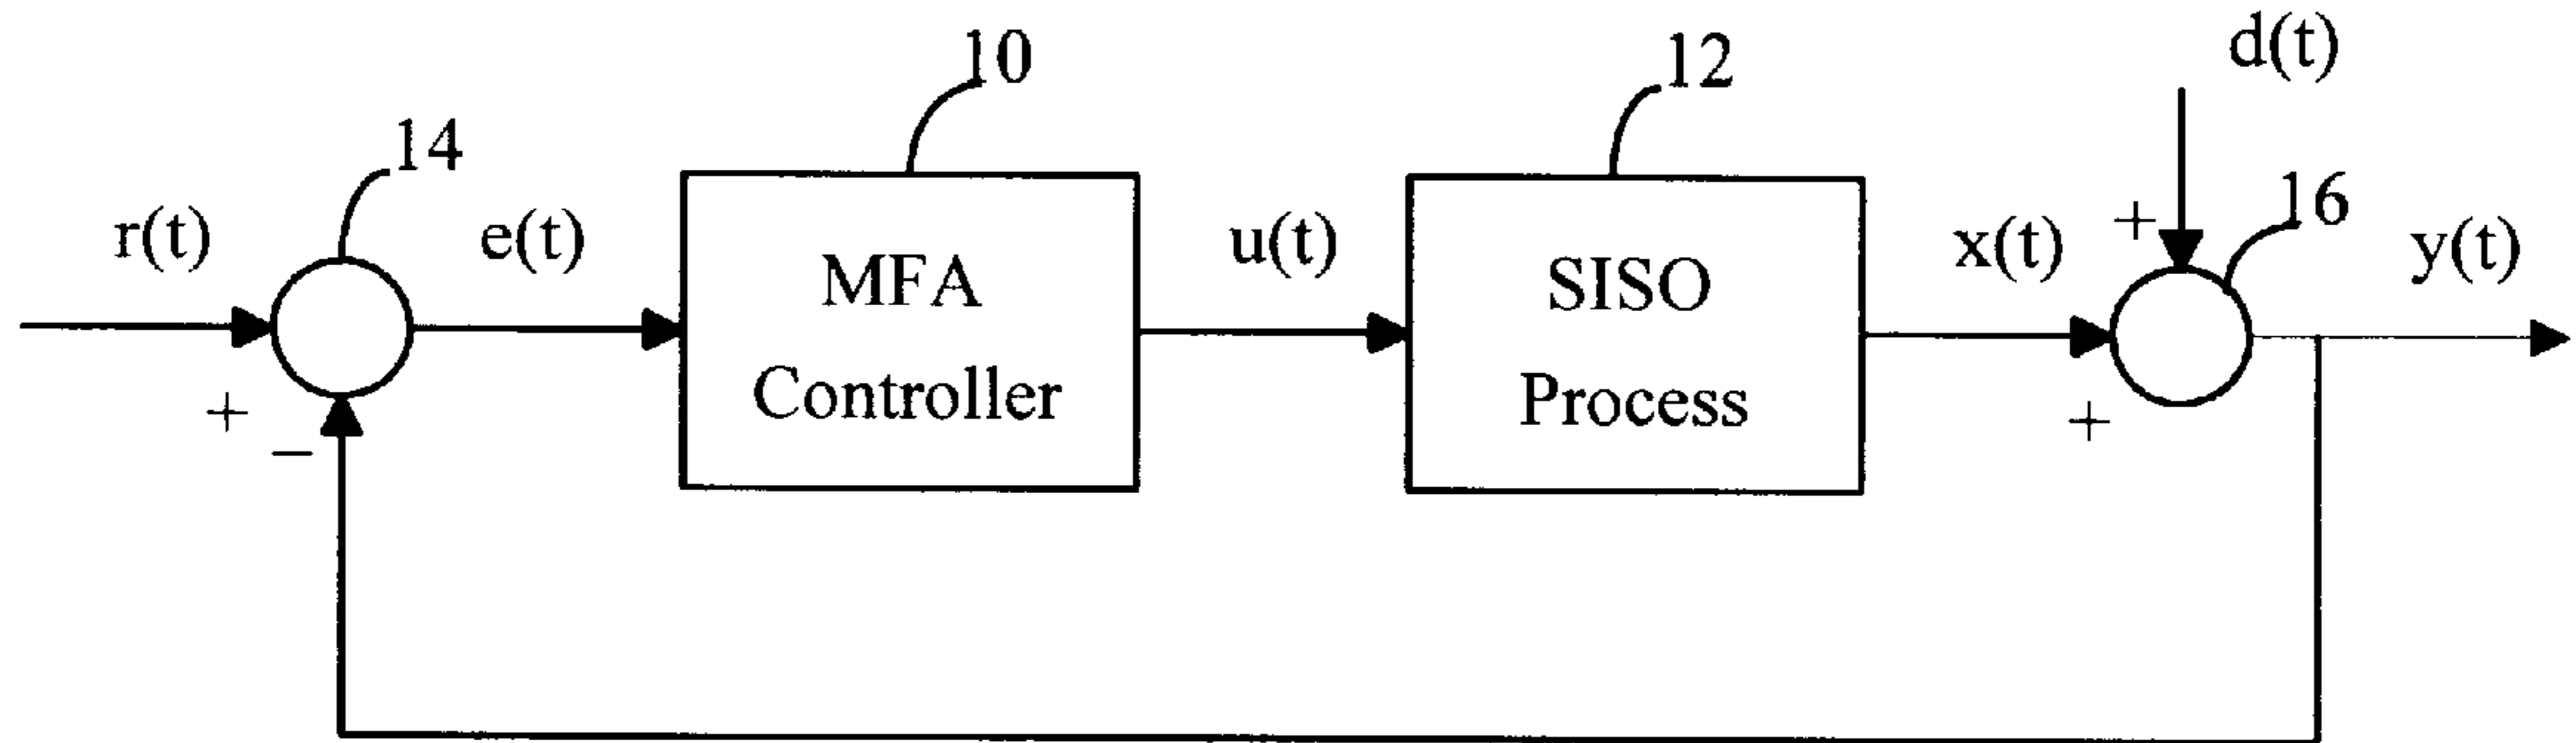 10
12
d(t)
14
16
r(t)
e(t)
u(t)
x(t)
+
y(t)
MFA
Controller
SISO
Process
+
−
+